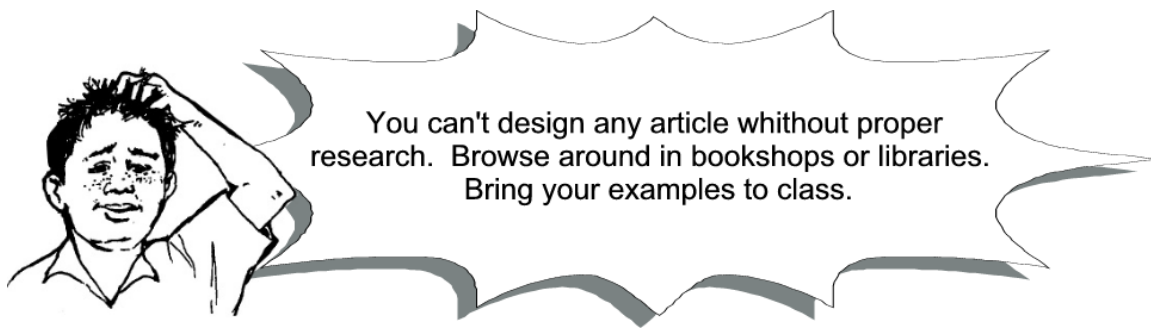 You can't design any article whithout proper
research.  Browse around in bookshops or libraries.
Bring your examples to class.